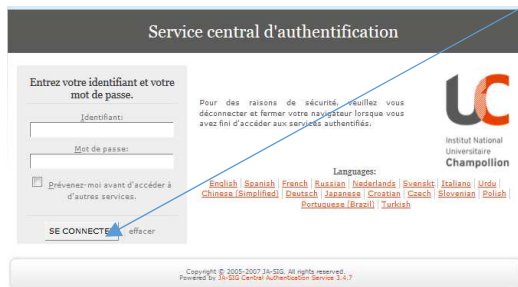 Service central d'authentification
Entrez votre identifiant et votre
mot de passe.
Identifiant:
Mot de passe:
Prévenez-moi avant d'accéder à
d'autres services.
SE CONNECTER effacer
Pour des raisons de sécurité, veuillez vous
déconnecter et fermer votre navigateur lorsque vous
avez fini d'accéder aux services authentifiés.
Languages:
English | Spanish | French | Russian | Nederlands | Svenskt | Italiano | Urdu |
Chinese (Simplified) | Deutsch | Japanese | Croatian | Czech | Slovenian | Polish |
Portuguese (Brazil) | Turkish
UC
Institut National
Universitaire
Champollion
Copyright © 2005-2007 JA-SIG. All rights reserved.
Powered by JA-SIG Central Authentication Service 3.4.7